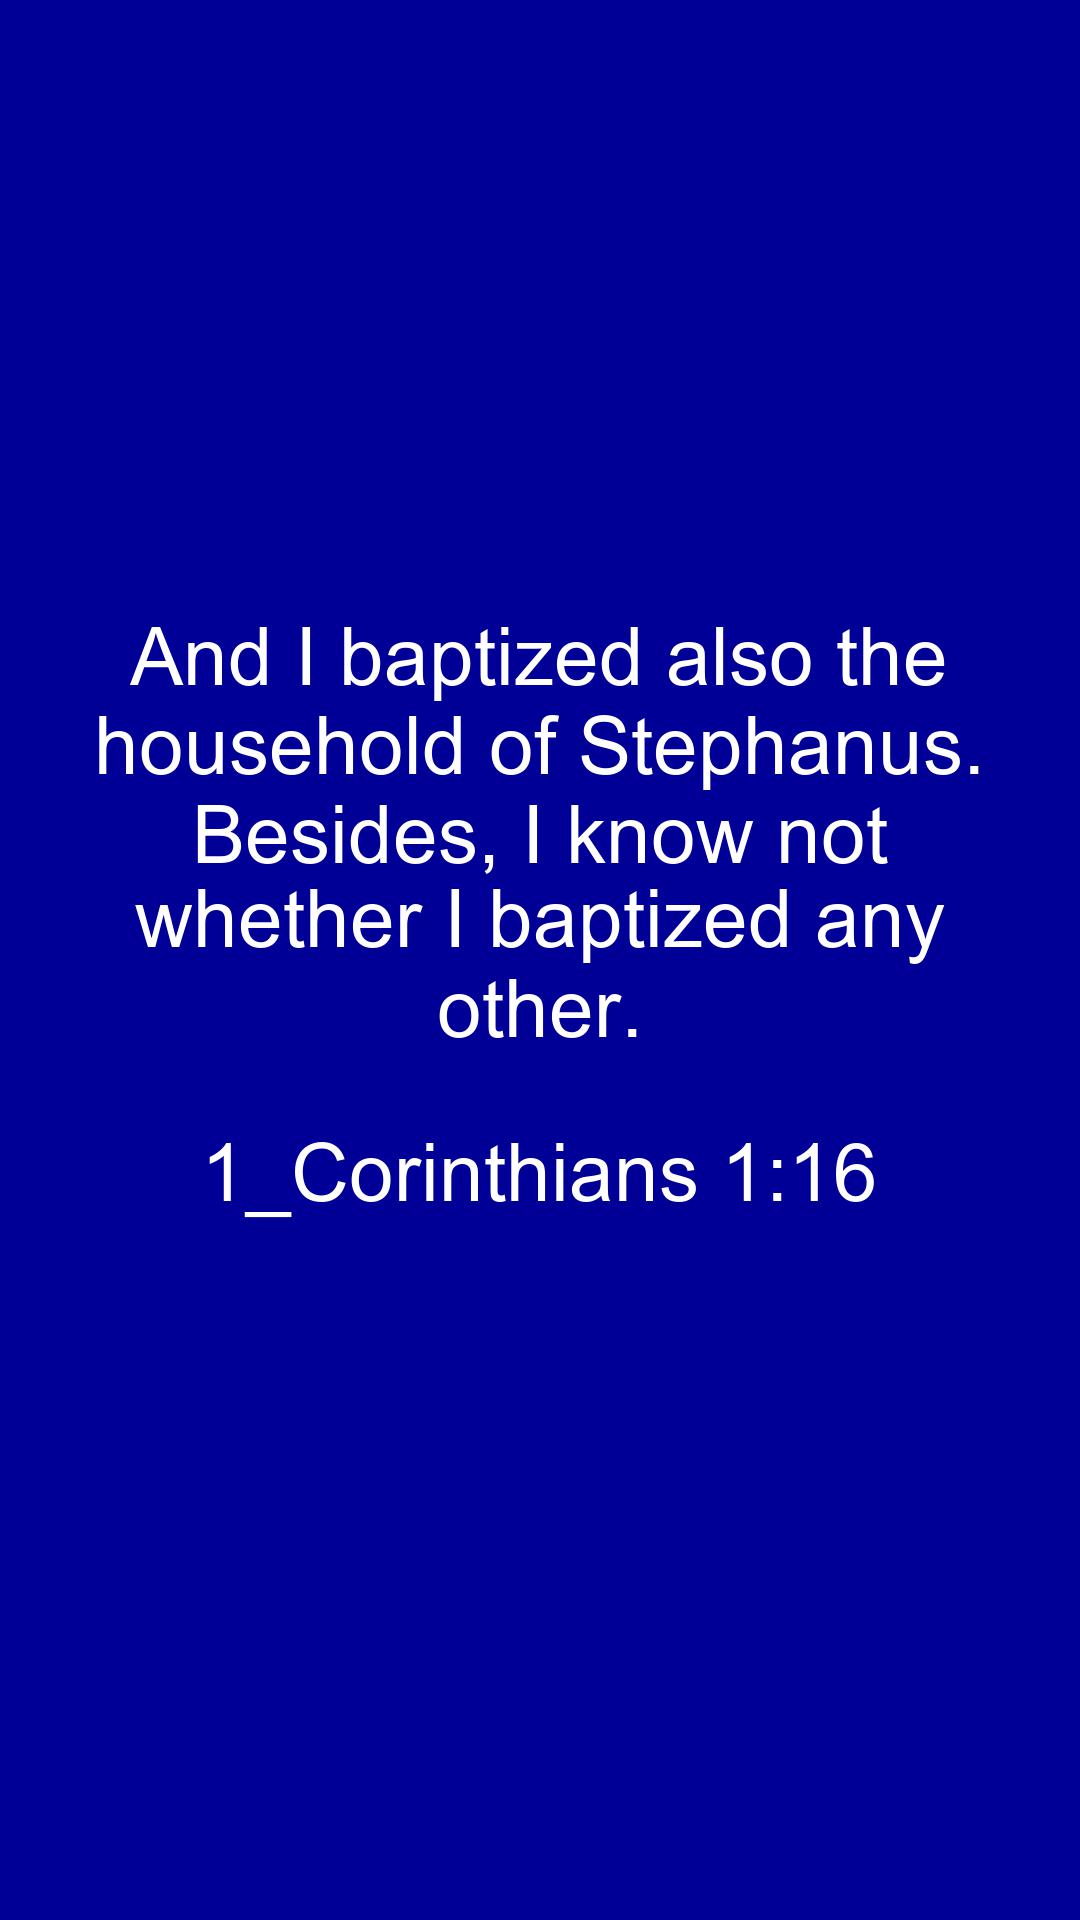 And I baptized also the
household of Stephanus.
Besides, I know not
whether I baptized any
other.
1_Corinthians 1:16